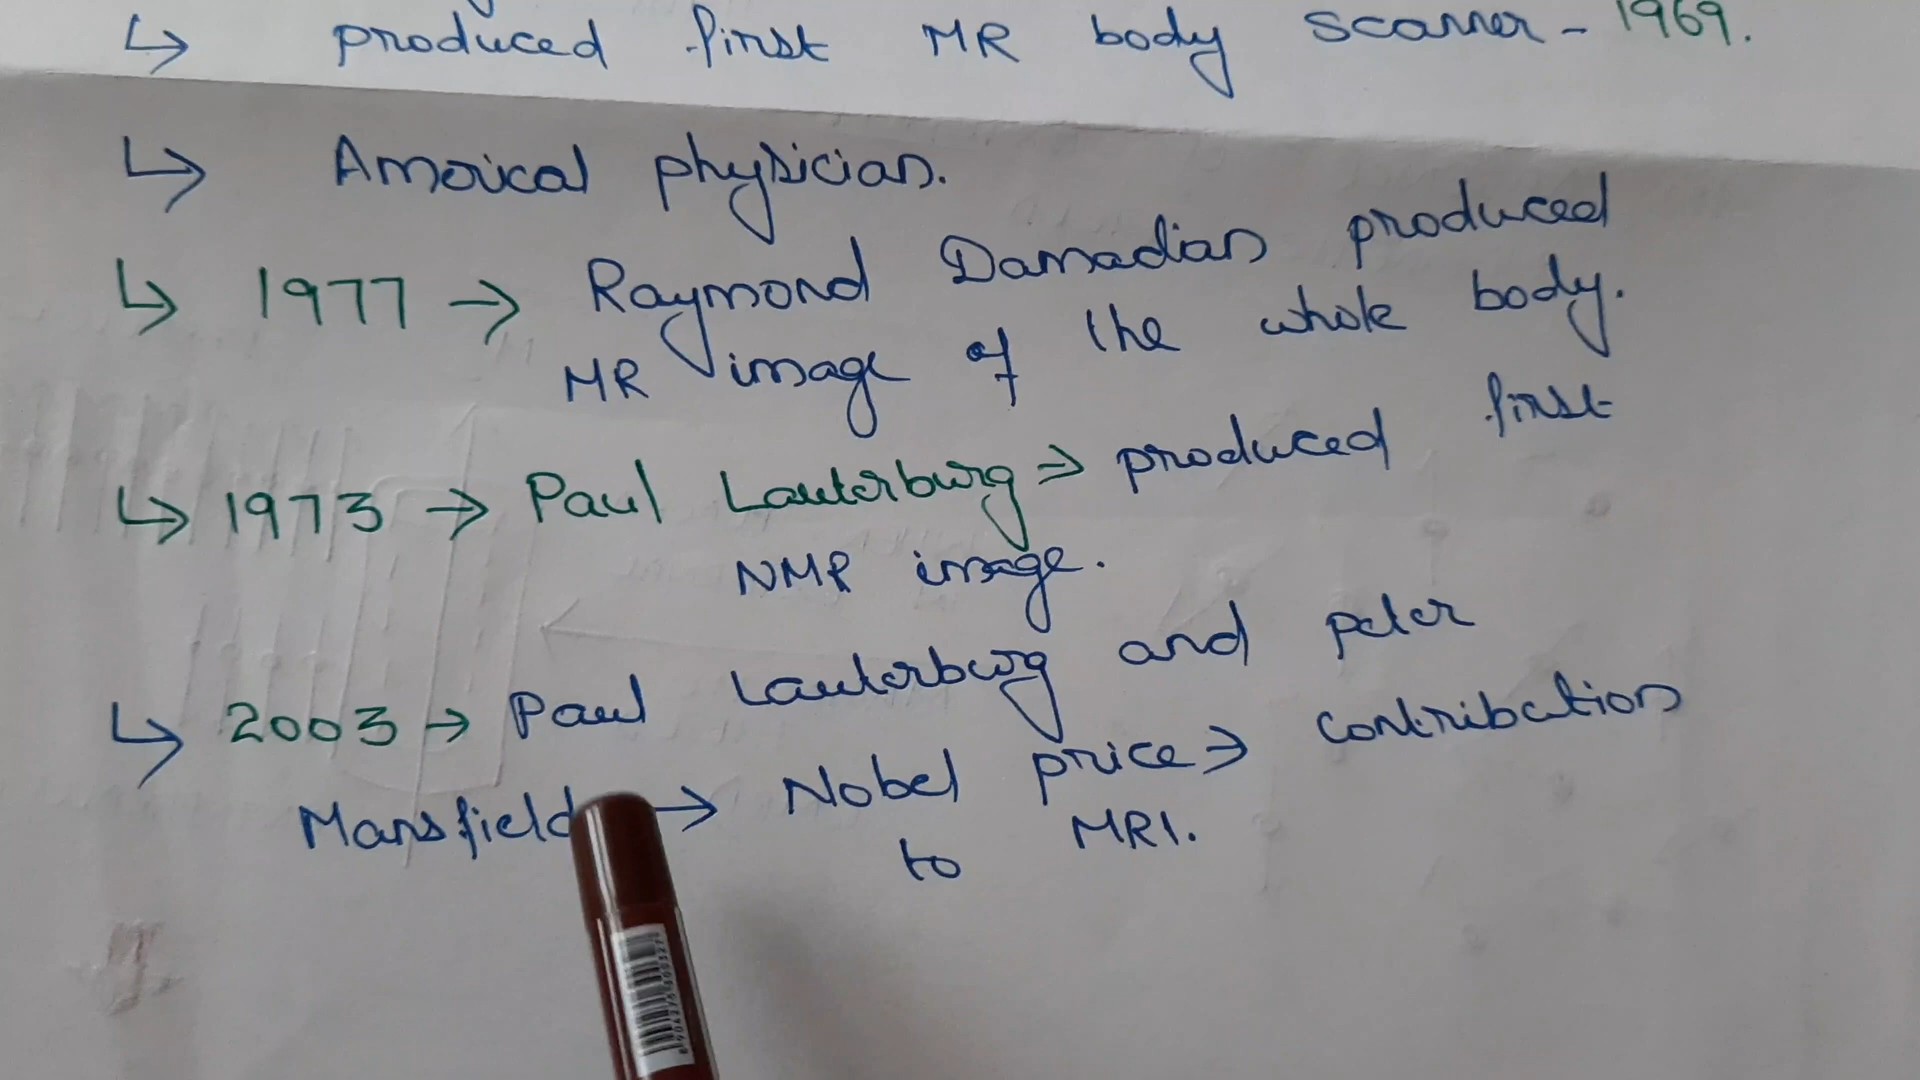 ↳ produced first MR body scanner - 1969.
↳ Americal physician.
↳ 1977 → Raymond Damadian produced
MR image of the whole body.
↳ 1973 → Paul Lauterburg ⇒ produced first
NMR image.
↳ 2003 → Paul Lauterburg and peter
Mansfield → Nobel price ⇒ contribution
to MRI.